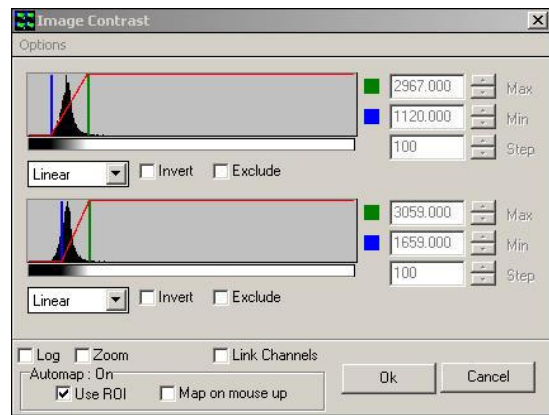 Image Contrast
Options
2967.000 Max
1120.000 Min
100 Step
Linear Invert Exclude
3059.000 Max
1659.000 Min
100 Step
Linear Invert Exclude
Log Zoom Link Channels
Automap : On
Use ROI Map on mouse up
Ok Cancel